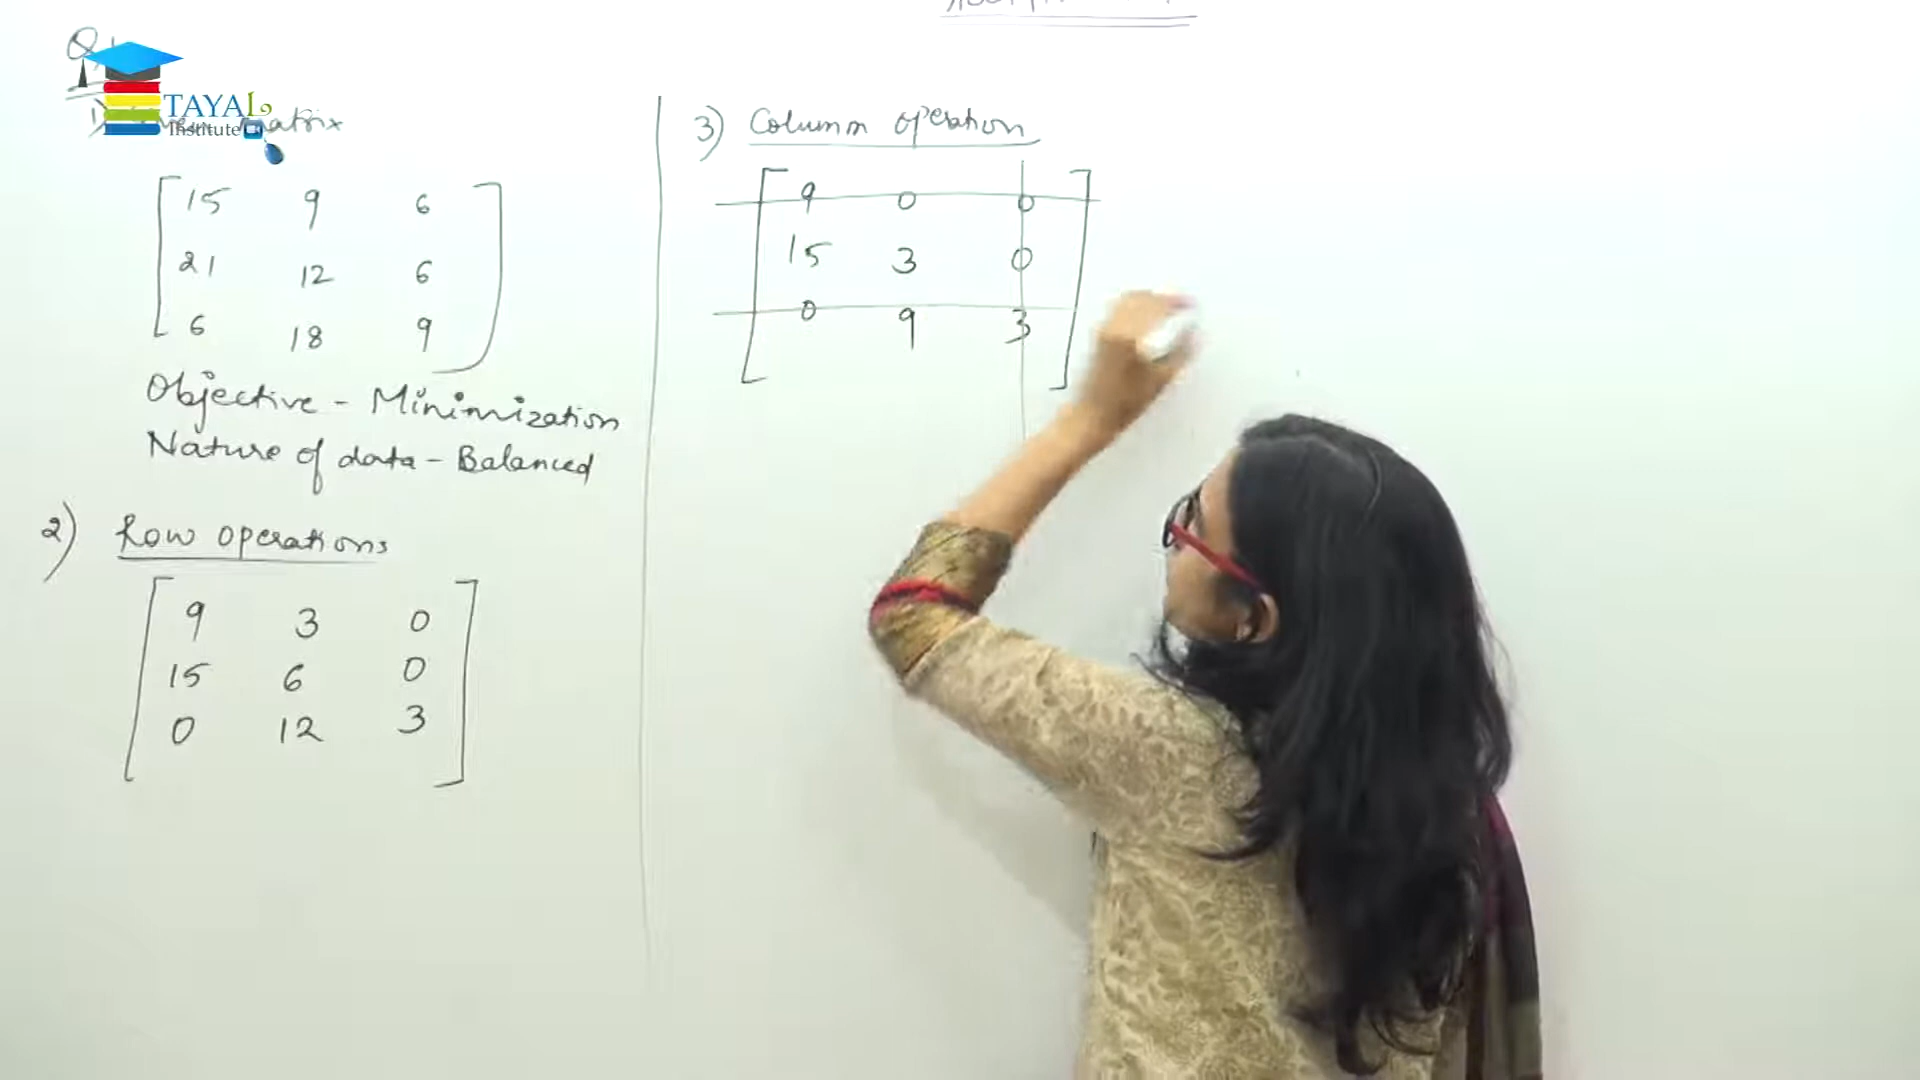 TAYAL
Institute
15 9 6
21 12 6
6 18 9
Objective - Minimization
Nature of data - Balanced
2) Row operations
9 3 0
15 6 0
0 12 3
3) Column operation
9 0 0
15 3 0
0 9 3